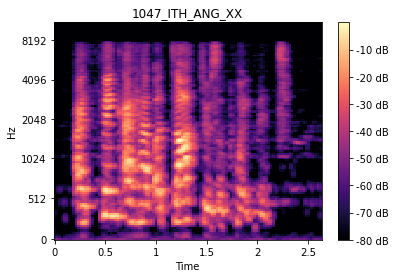 1047_ITH_ANG_XX
8192
4096
2048
1024
512
0
Hz
0 0.5 1 1.5 2 2.5
Time
-10 dB
-20 dB
-30 dB
-40 dB
-50 dB
-60 dB
-70 dB
-80 dB